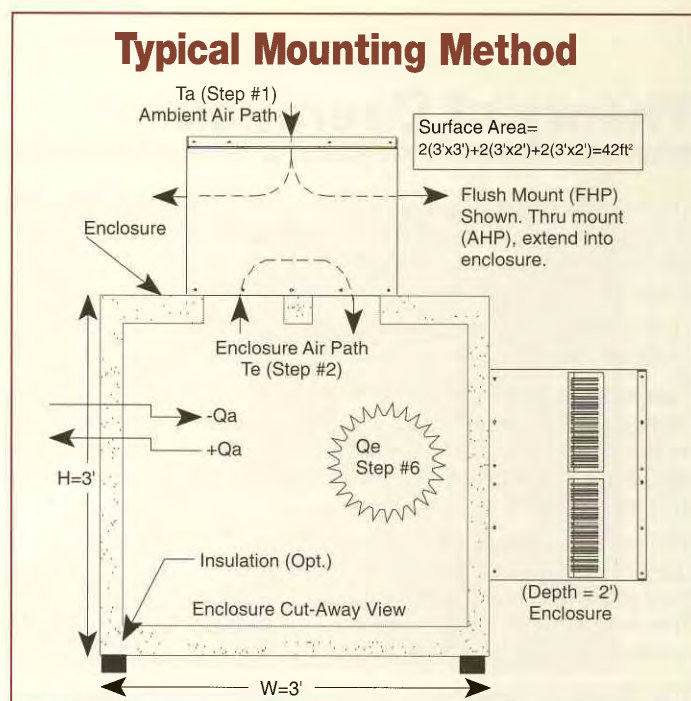 Typical Mounting Method
Ta (Step #1)
Ambient Air Path
Surface Area=
2(3'x3')+2(3'x2')+2(3'x2')=42ft²
Flush Mount (FHP)
Shown. Thru mount
(AHP), extend into
enclosure.
Enclosure
Enclosure Air Path
Te (Step #2)
-Qa
+Qa
Qe
Step #6
H=3'
Insulation (Opt.)
Enclosure Cut-Away View
(Depth = 2')
Enclosure
W=3'